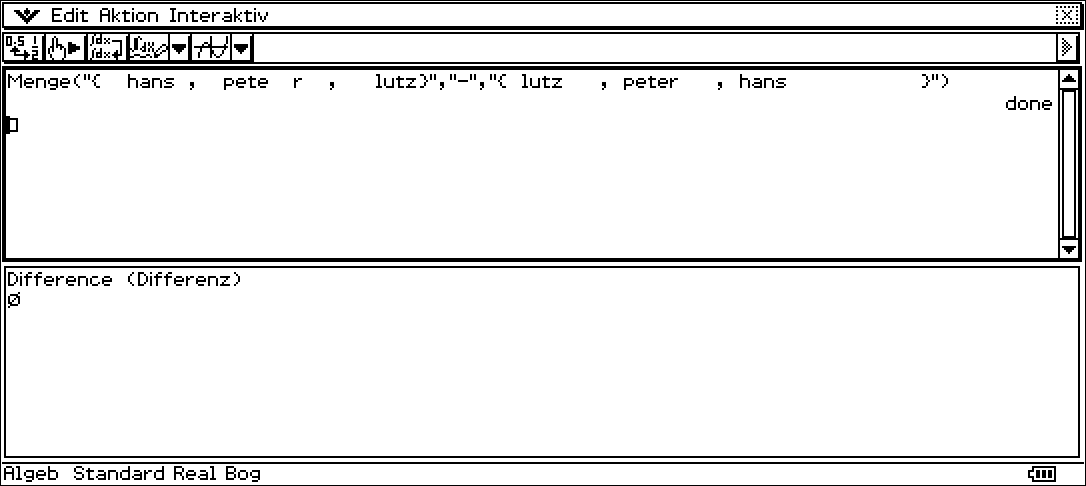 Edit Aktion Interaktiv
Menge("{  hans ,  pete  r  ,   lutz}","-","{ lutz   , peter   , hans           }")
done
Difference (Differenz)
Ø
Algeb Standard Real Bog